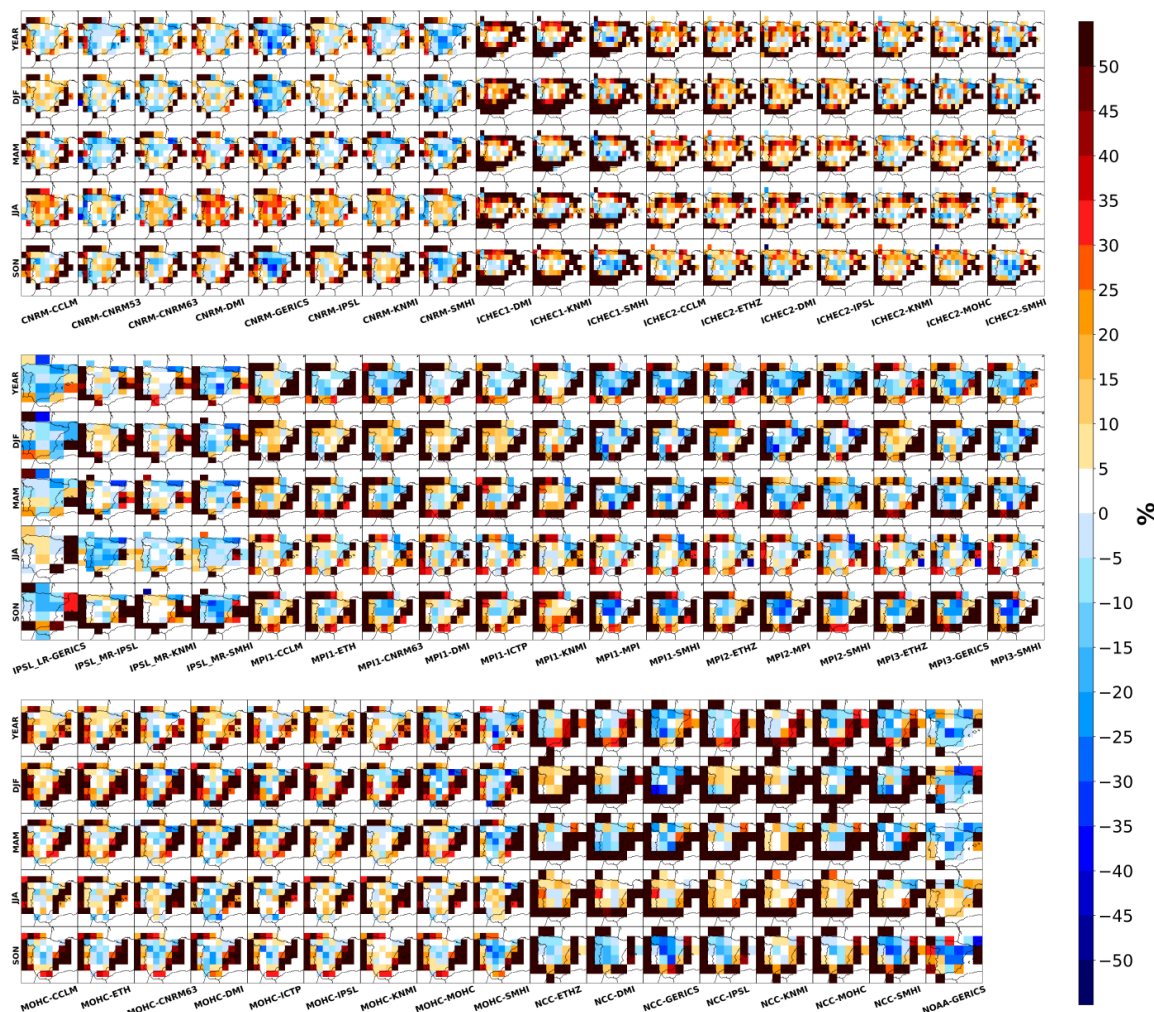 YEAR
DJF
MAM
JJA
SON
CNRM-CCLM CNRM-CNRM53 CNRM-CNRM63 CNRM-DMI CNRM-GERICS CNRM-IPSL CNRM-KNMI CNRM-SMHI ICHEC1-DMI ICHEC1-KNMI ICHEC1-SMHI ICHEC2-CCLM ICHEC2-ETHZ ICHEC2-DMI ICHEC2-IPSL ICHEC2-KNMI ICHEC2-MOHC ICHEC2-SMHI
YEAR
DJF
MAM
JJA
SON
IPSL_LR-GERICS IPSL_MR-IPSL IPSL_MR-KNMI IPSL_MR-SMHI MPI1-CCLM MPI1-ETH MPI1-CNRM63 MPI1-DMI MPI1-ICTP MPI1-KNMI MPI1-MPI MPI1-SMHI MPI2-ETHZ MPI2-MPI MPI2-SMHI MPI3-ETHZ MPI3-GERICS MPI3-SMHI
YEAR
DJF
MAM
JJA
SON
MOHC-CCLM MOHC-ETH MOHC-CNRM63 MOHC-DMI MOHC-ICTP MOHC-IPSL MOHC-KNMI MOHC-MOHC MOHC-SMHI NCC-ETHZ NCC-DMI NCC-GERICS NCC-IPSL NCC-KNMI NCC-MOHC NCC-SMHI NOAA-GERICS
50
45
40
35
30
25
20
15
10
5
0
−5
−10
−15
−20
−25
−30
−35
−40
−45
−50
%